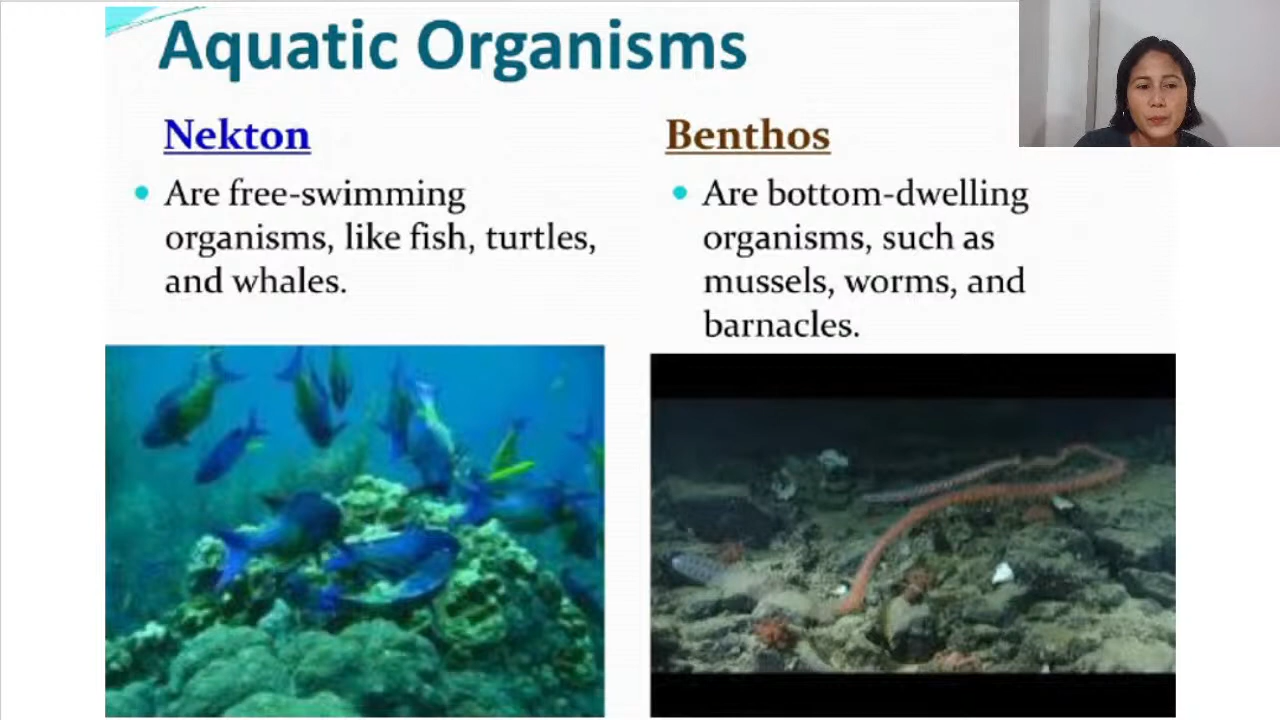 Aquatic Organisms
Nekton
Are free-swimming
organisms, like fish, turtles,
and whales.
Benthos
Are bottom-dwelling
organisms, such as
mussels, worms, and
barnacles.